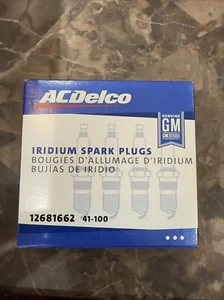 ACDelco
GENUINE
GM
IRIDIUM SPARK PLUGS
BOUGIES D'ALLUMAGE D'IRIDIUM
BUJÍAS DE IRIDIO
12681662 41-100